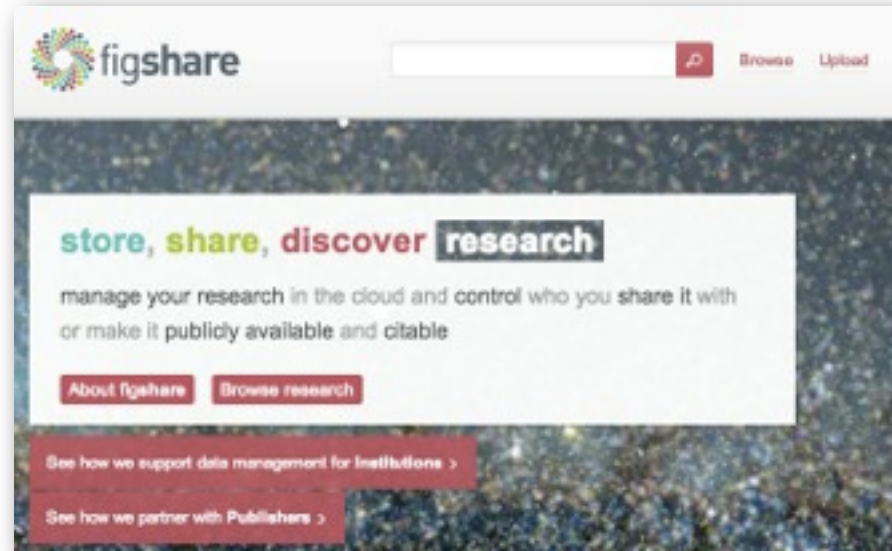 figshare
Browse Upload
store, share, discover research
manage your research in the cloud and control who you share it with
or make it publicly available and citable
About figshare Browse research
See how we support data management for Institutions >
See how we partner with Publishers >